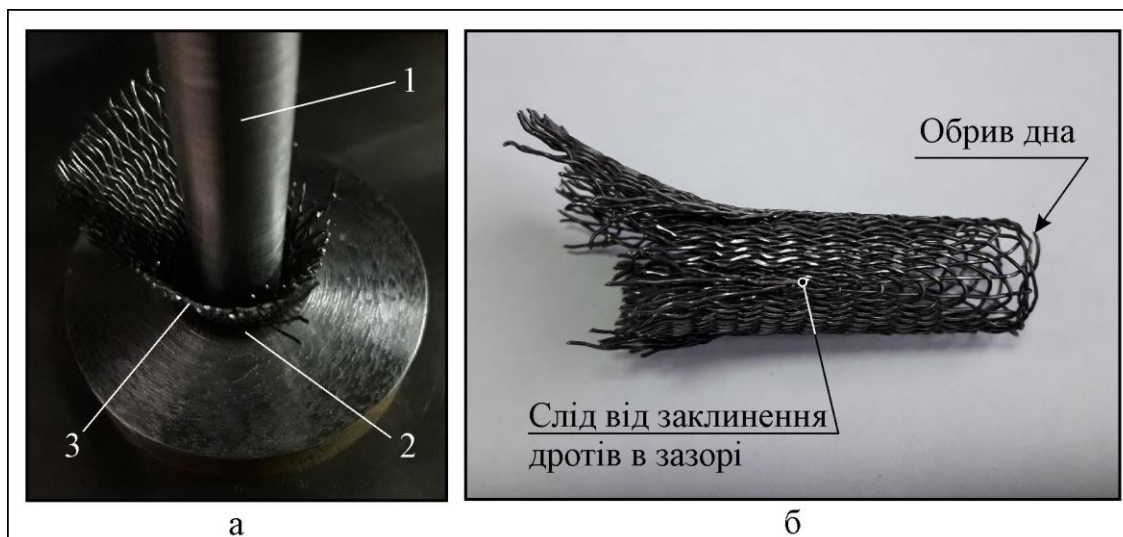 1
3
2
а
Обрив дна
Слід від заклинення
дротів в зазорі
б